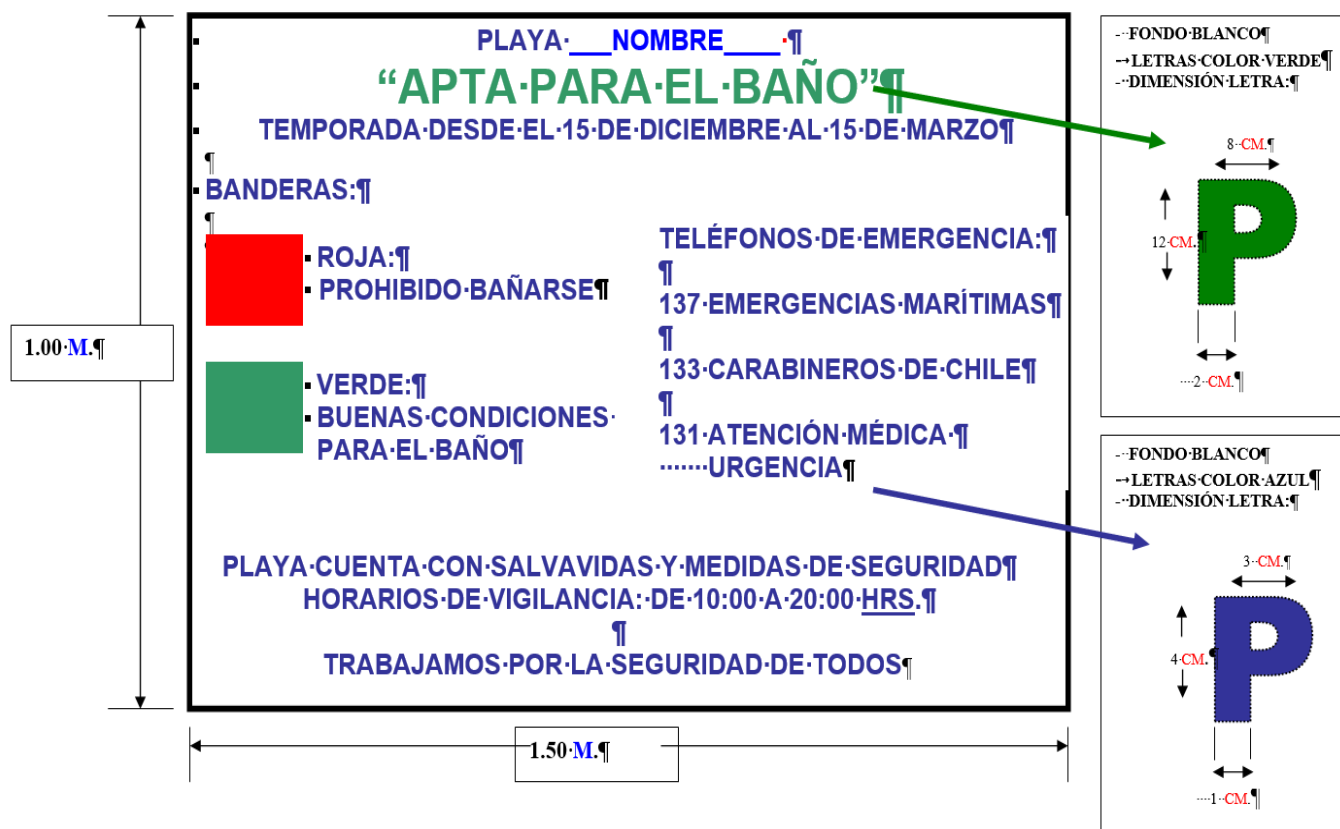 PLAYA ___NOMBRE____ ¶
“APTA·PARA·EL·BAÑO”¶
TEMPORADA·DESDE·EL·15·DE·DICIEMBRE·AL·15·DE·MARZO¶
¶
BANDERAS:¶
¶
ROJA:¶
PROHIBIDO·BAÑARSE¶
VERDE:¶
BUENAS·CONDICIONES·
PARA·EL·BAÑO¶
TELÉFONOS·DE·EMERGENCIA:¶
¶
137·EMERGENCIAS·MARÍTIMAS¶
¶
133·CARABINEROS·DE·CHILE¶
¶
131·ATENCIÓN·MÉDICA·¶
·······URGENCIA¶
PLAYA·CUENTA·CON·SALVAVIDAS·Y·MEDIDAS·DE·SEGURIDAD¶
HORARIOS·DE·VIGILANCIA:·DE·10:00·A·20:00·HRS.¶
¶
TRABAJAMOS·POR·LA·SEGURIDAD·DE·TODOS¶
1.00·M.¶
1.50·M.¶
-··FONDO·BLANCO¶
-→LETRAS·COLOR·VERDE¶
-··DIMENSIÓN·LETRA:¶
8··CM.¶
12·CM.¶
P
····2··CM.¶
-··FONDO·BLANCO¶
-→LETRAS·COLOR·AZUL¶
-··DIMENSIÓN·LETRA:¶
3··CM.¶
4·CM.¶
P
····1··CM.¶